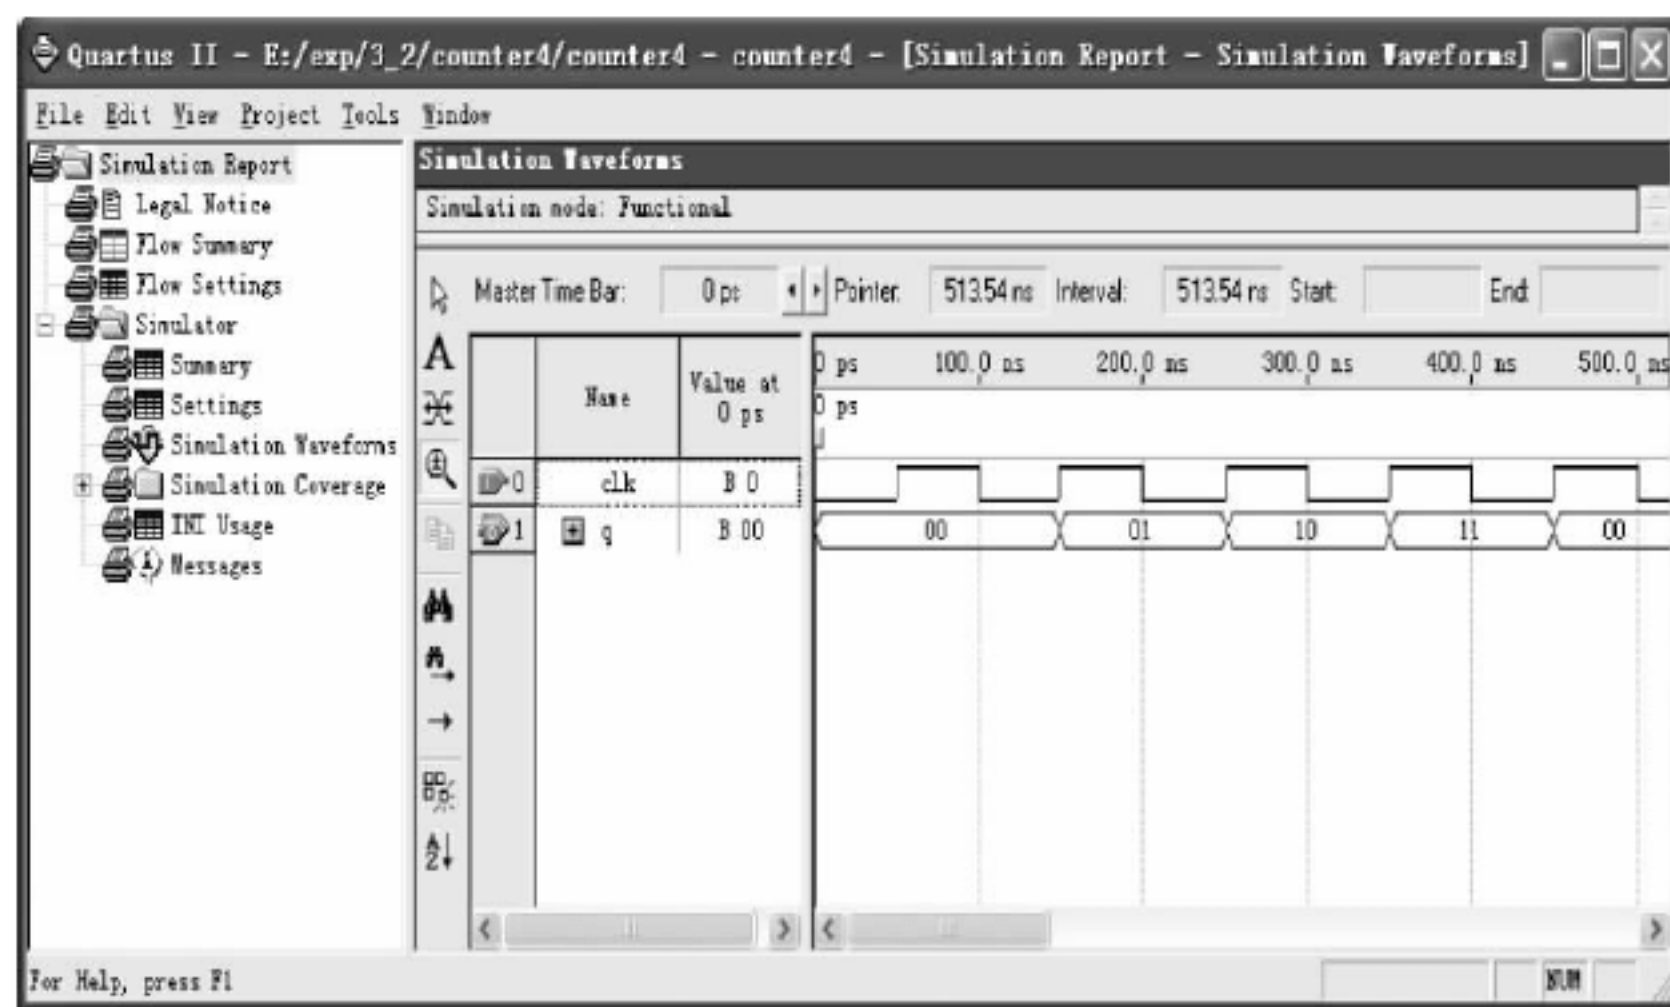 Quartus II - E:/exp/3_2/counter4/counter4 - counter4 - [Simulation Report - Simulation Waveforms]
File Edit View Project Tools Window
Simulation Report
Legal Notice
Flow Summary
Flow Settings
Simulator
Summary
Settings
Simulation Waveforms
Simulation Coverage
INI Usage
Messages
Simulation Waveforms
Simulation mode: Functional
Master Time Bar: 0 ps Pointer: 513.54 ns Interval: 513.54 ns Start: End:
Name Value at 0 ps
0 ps 100.0 ns 200.0 ns 300.0 ns 400.0 ns 500.0 ns
0 ps
0 clk B 0
1 q B 00 00 01 10 11 00
For Help, press F1 NUM